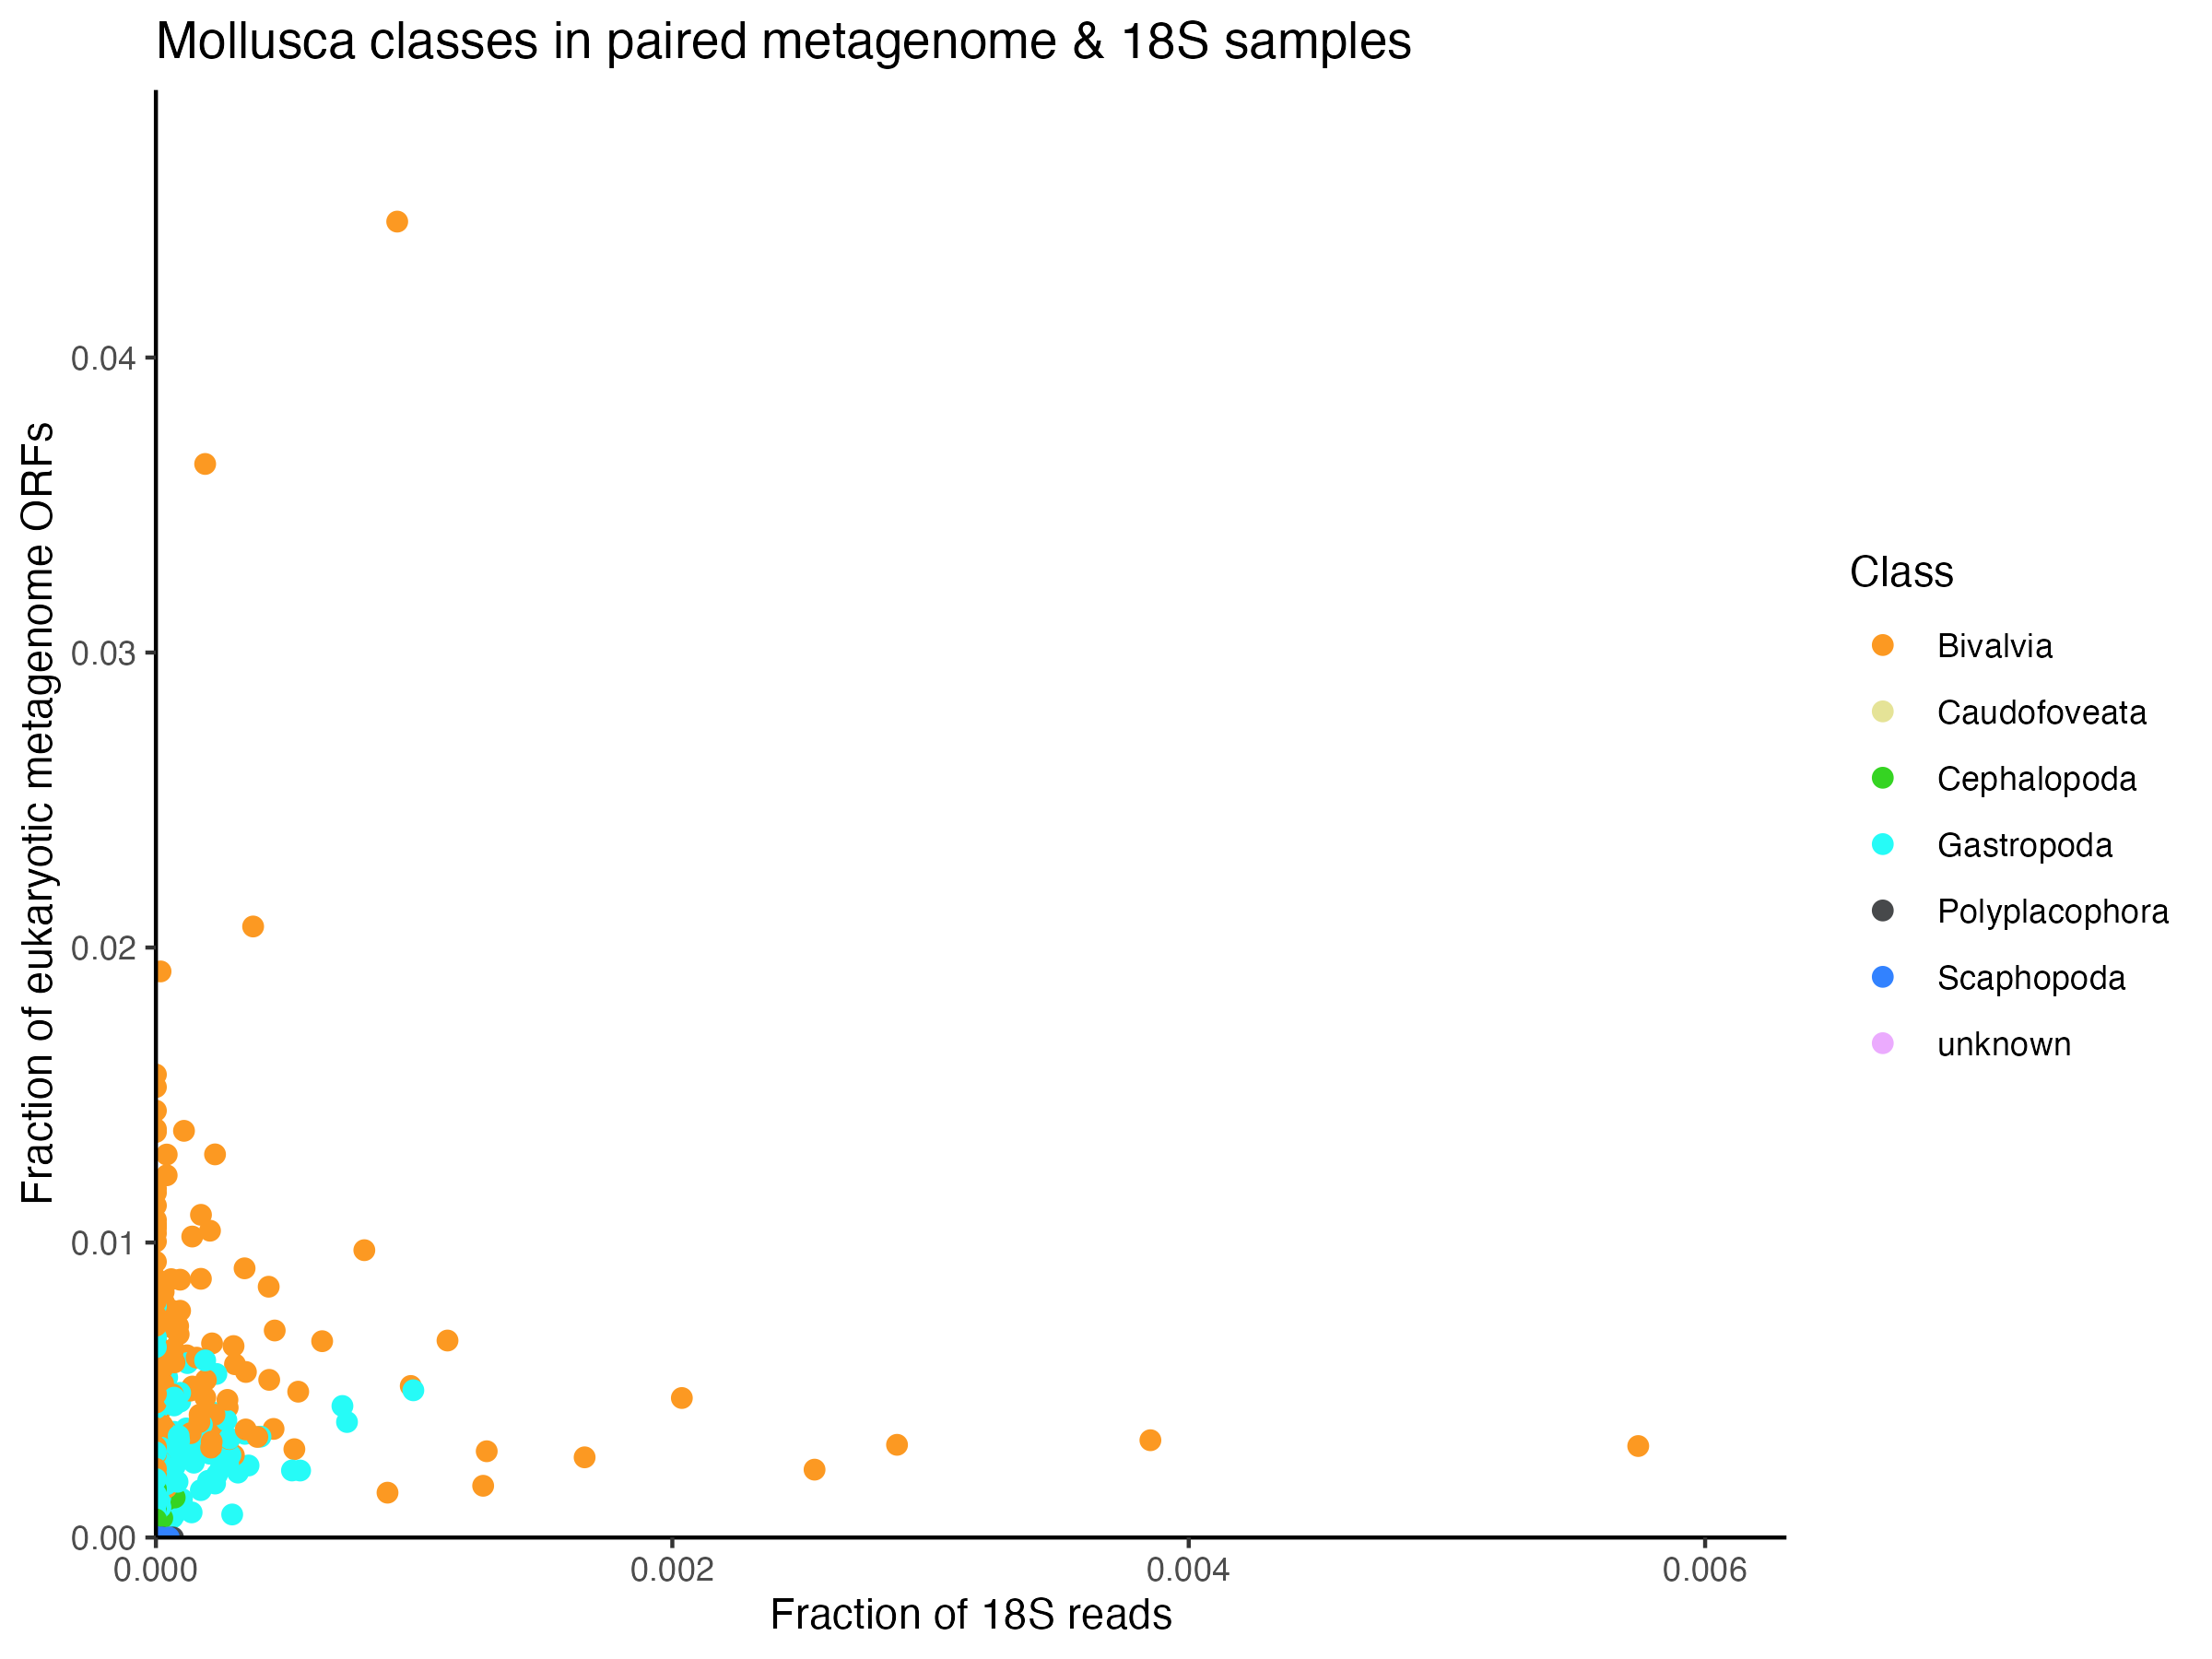 Mollusca classes in paired metagenome & 18S samples
Fraction of eukaryotic metagenome ORFs
0.04
0.03
0.02
0.01
0.00
0.000
0.002
0.004
0.006
Fraction of 18S reads
Class
Bivalvia
Caudofoveata
Cephalopoda
Gastropoda
Polyplacophora
Scaphopoda
unknown